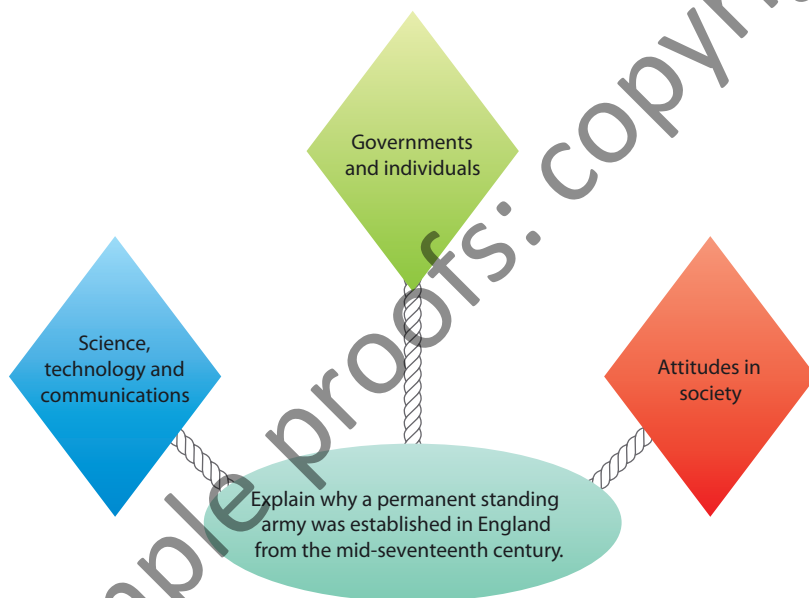 Governments
and individuals
Science,
technology and
communications
Attitudes in
society
Explain why a permanent standing
army was established in England
from the mid-seventeenth century.
proofs: